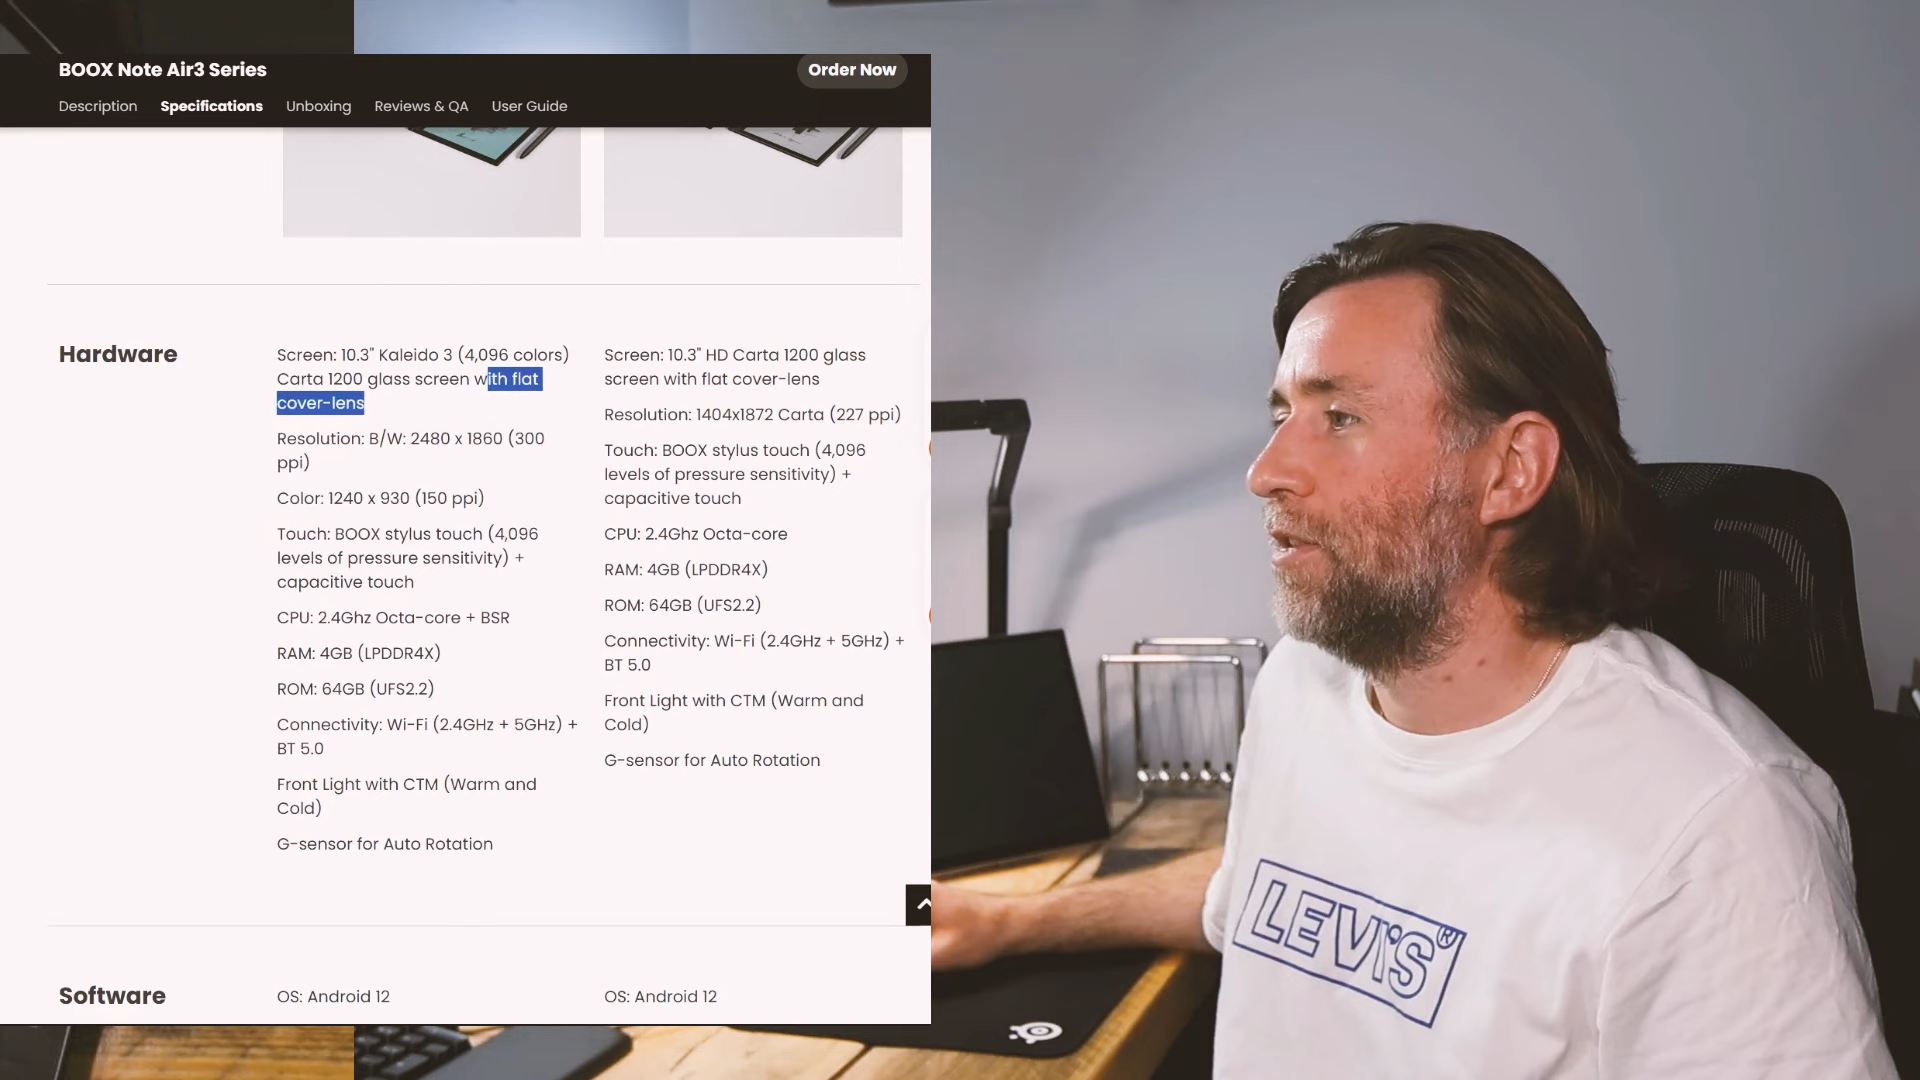 BOOX Note Air3 Series
Order Now
Description Specifications Unboxing Reviews & QA User Guide
Hardware
Screen: 10.3" Kaleido 3 (4,096 colors)
Carta 1200 glass screen with flat
cover-lens
Resolution: B/W: 2480 x 1860 (300
ppi)
Color: 1240 x 930 (150 ppi)
Touch: BOOX stylus touch (4,096
levels of pressure sensitivity) +
capacitive touch
CPU: 2.4Ghz Octa-core + BSR
RAM: 4GB (LPDDR4X)
ROM: 64GB (UFS2.2)
Connectivity: Wi-Fi (2.4GHz + 5GHz) +
BT 5.0
Front Light with CTM (Warm and
Cold)
G-sensor for Auto Rotation
Screen: 10.3" HD Carta 1200 glass
screen with flat cover-lens
Resolution: 1404x1872 Carta (227 ppi)
Touch: BOOX stylus touch (4,096
levels of pressure sensitivity) +
capacitive touch
CPU: 2.4Ghz Octa-core
RAM: 4GB (LPDDR4X)
ROM: 64GB (UFS2.2)
Connectivity: Wi-Fi (2.4GHz + 5GHz) +
BT 5.0
Front Light with CTM (Warm and
Cold)
G-sensor for Auto Rotation
Software
OS: Android 12
OS: Android 12
LEVI'S®